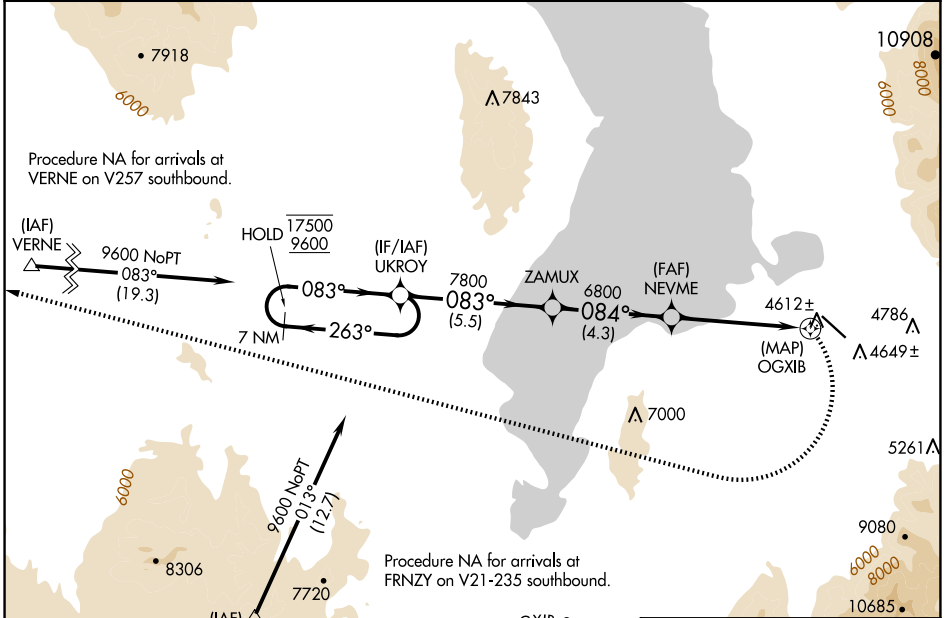 7918
6000
10908
8000
6000
7843
Procedure NA for arrivals at
VERNE on V257 southbound.
(IAF)
VERNE
9600 NoPT
083°
(19.3)
HOLD
17500
9600
(IF/IAF)
UKROY
083°
263°
7 NM
7800
083°
(5.5)
ZAMUX
6800
084°
(4.3)
(FAF)
NEVME
4612±
(MAP)
OGXIB
4786
4649±
7000
5261
6000
9600 NoPT
013°
(12.7)
8306
7720
(IAF)
Procedure NA for arrivals at
FRNZY on V21-235 southbound.
9080
6000
8000
10685